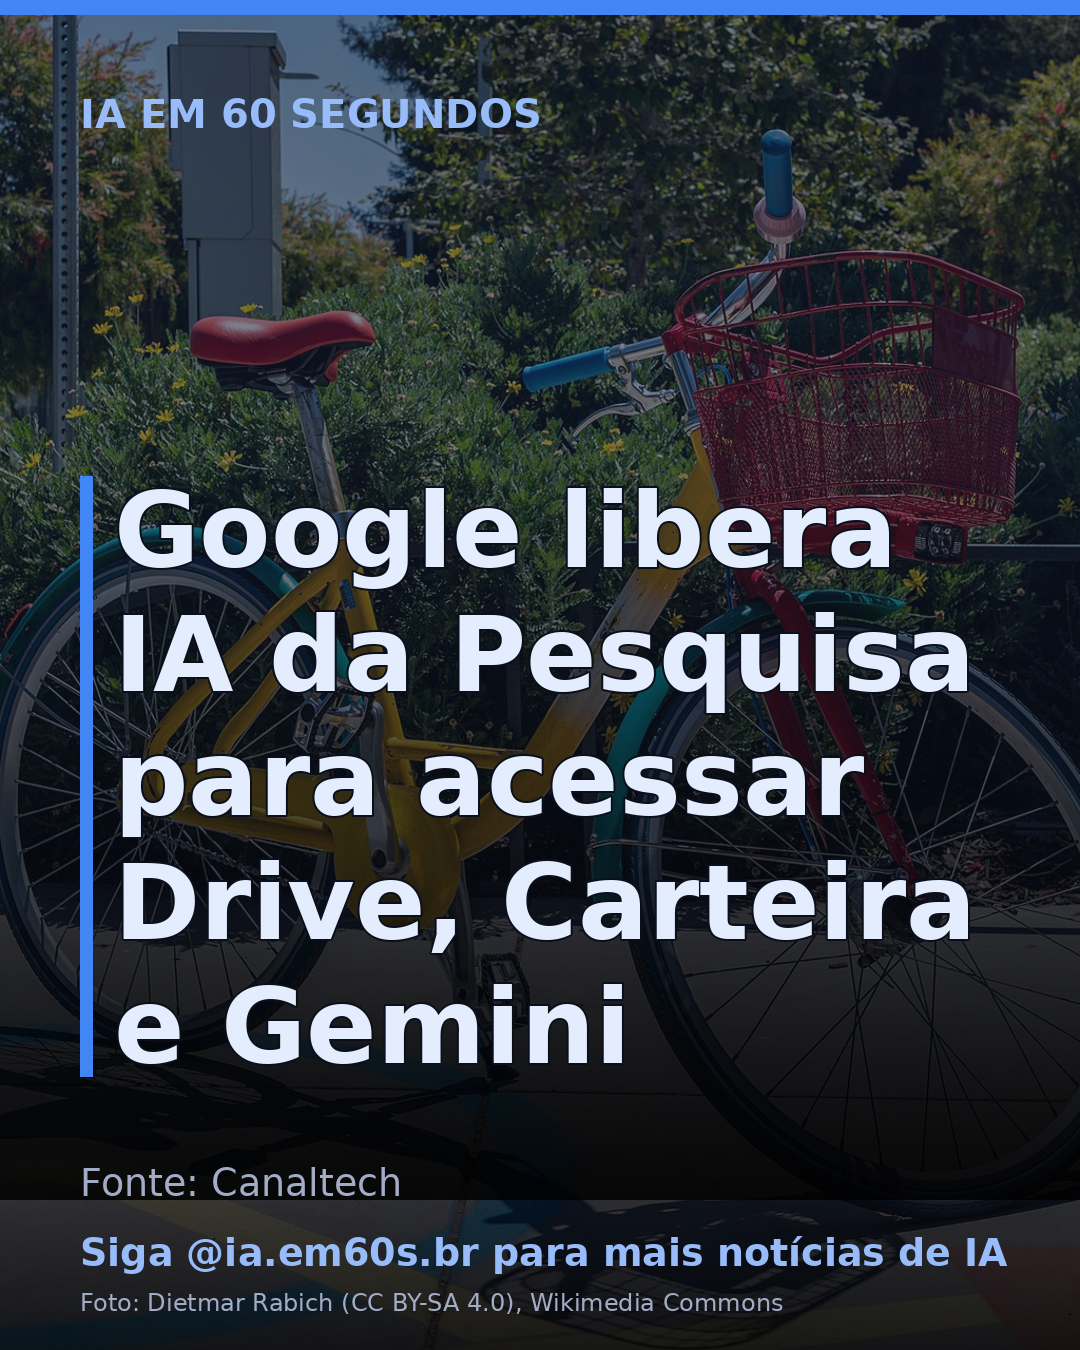 IA EM 60 SEGUNDOS
Google libera
IA da Pesquisa
para acessar
Drive, Carteira
e Gemini
Fonte: Canaltech
Siga @ia.em60s.br para mais notícias de IA
Foto: Dietmar Rabich (CC BY-SA 4.0), Wikimedia Commons